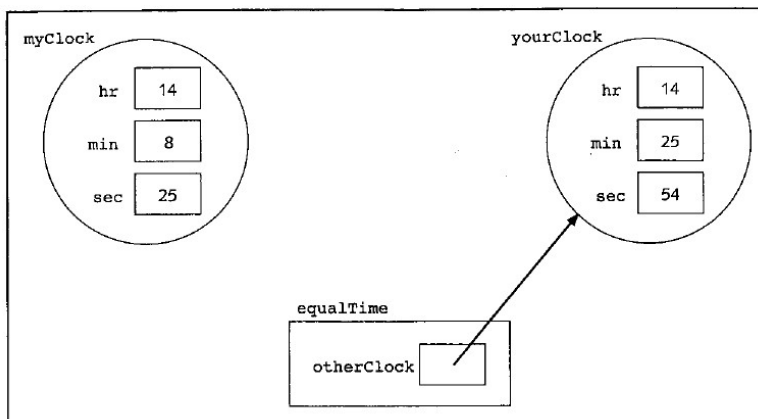 myClock
hr 14
min 8
sec 25
yourClock
hr 14
min 25
sec 54
equalTime
otherClock